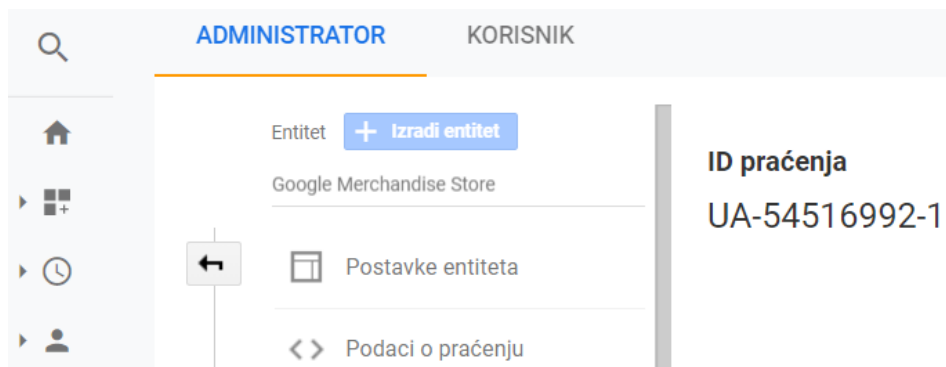 ADMINISTRATOR KORISNIK
Entitet + Izradi entitet
Google Merchandise Store
Postavke entiteta
Podaci o praćenju
ID praćenja
UA-54516992-1